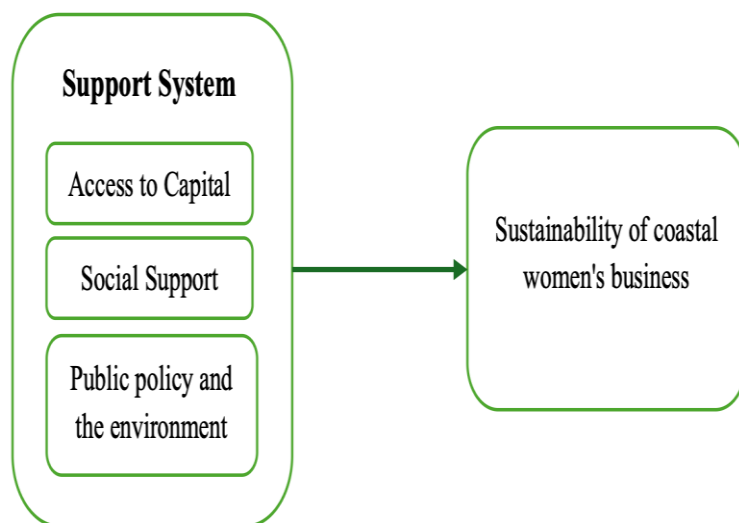 Support System
Access to Capital
Social Support
Public policy and
the environment
Sustainability of coastal
women's business